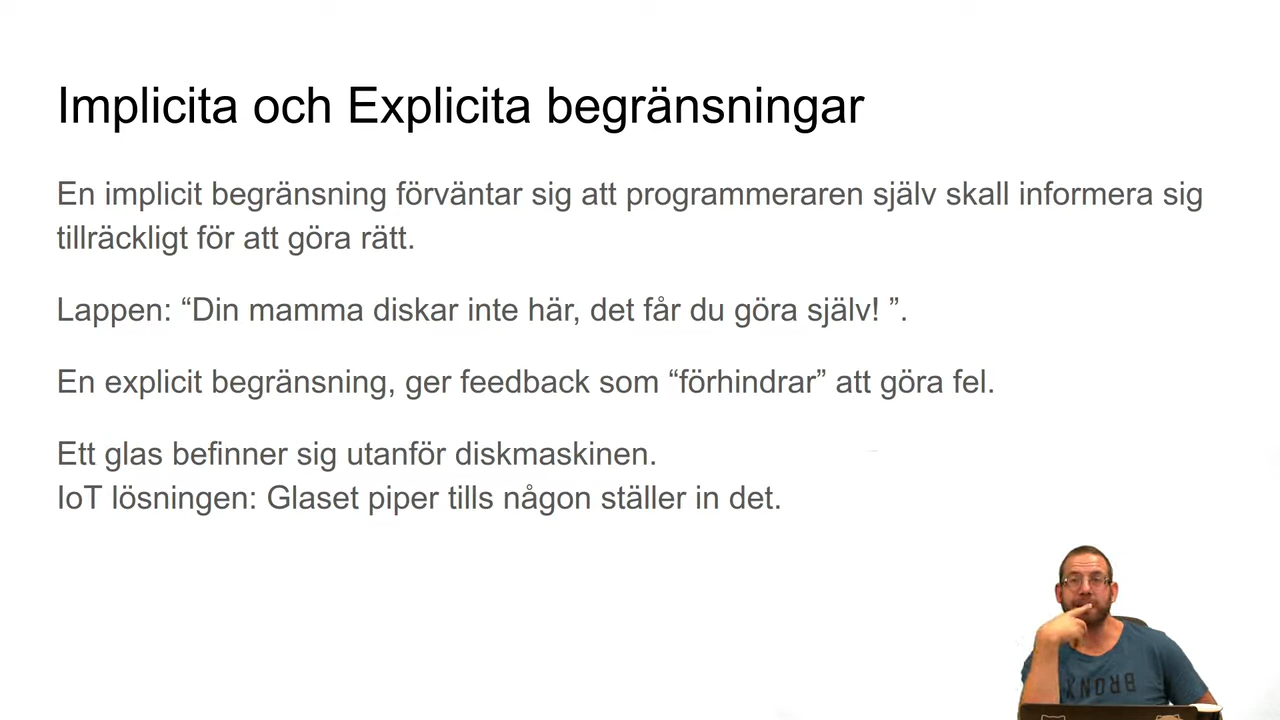 Implicita och Explicita begränsningar
En implicit begränsning förväntar sig att programmeraren själv skall informera sig
tillräckligt för att göra rätt.
Lappen: “Din mamma diskar inte här, det får du göra själv! ”.
En explicit begränsning, ger feedback som “förhindrar” att göra fel.
Ett glas befinner sig utanför diskmaskinen.
IoT lösningen: Glaset piper tills någon ställer in det.
BRONX